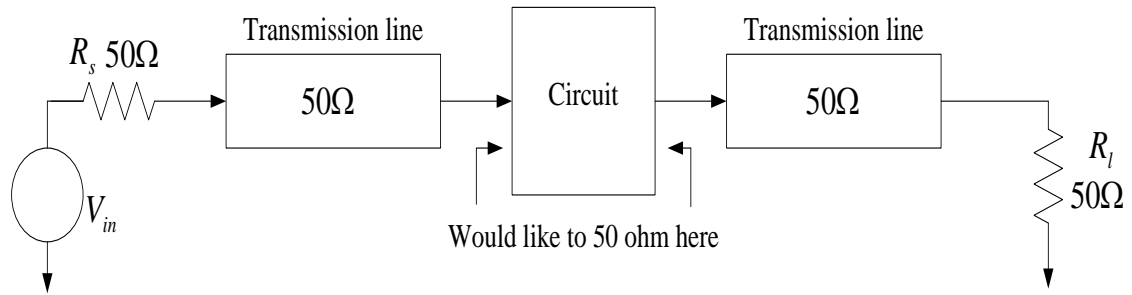 Transmission line
Transmission line
R_s 50Ω
50Ω
Circuit
50Ω
R_l
50Ω
V_in
Would like to 50 ohm here